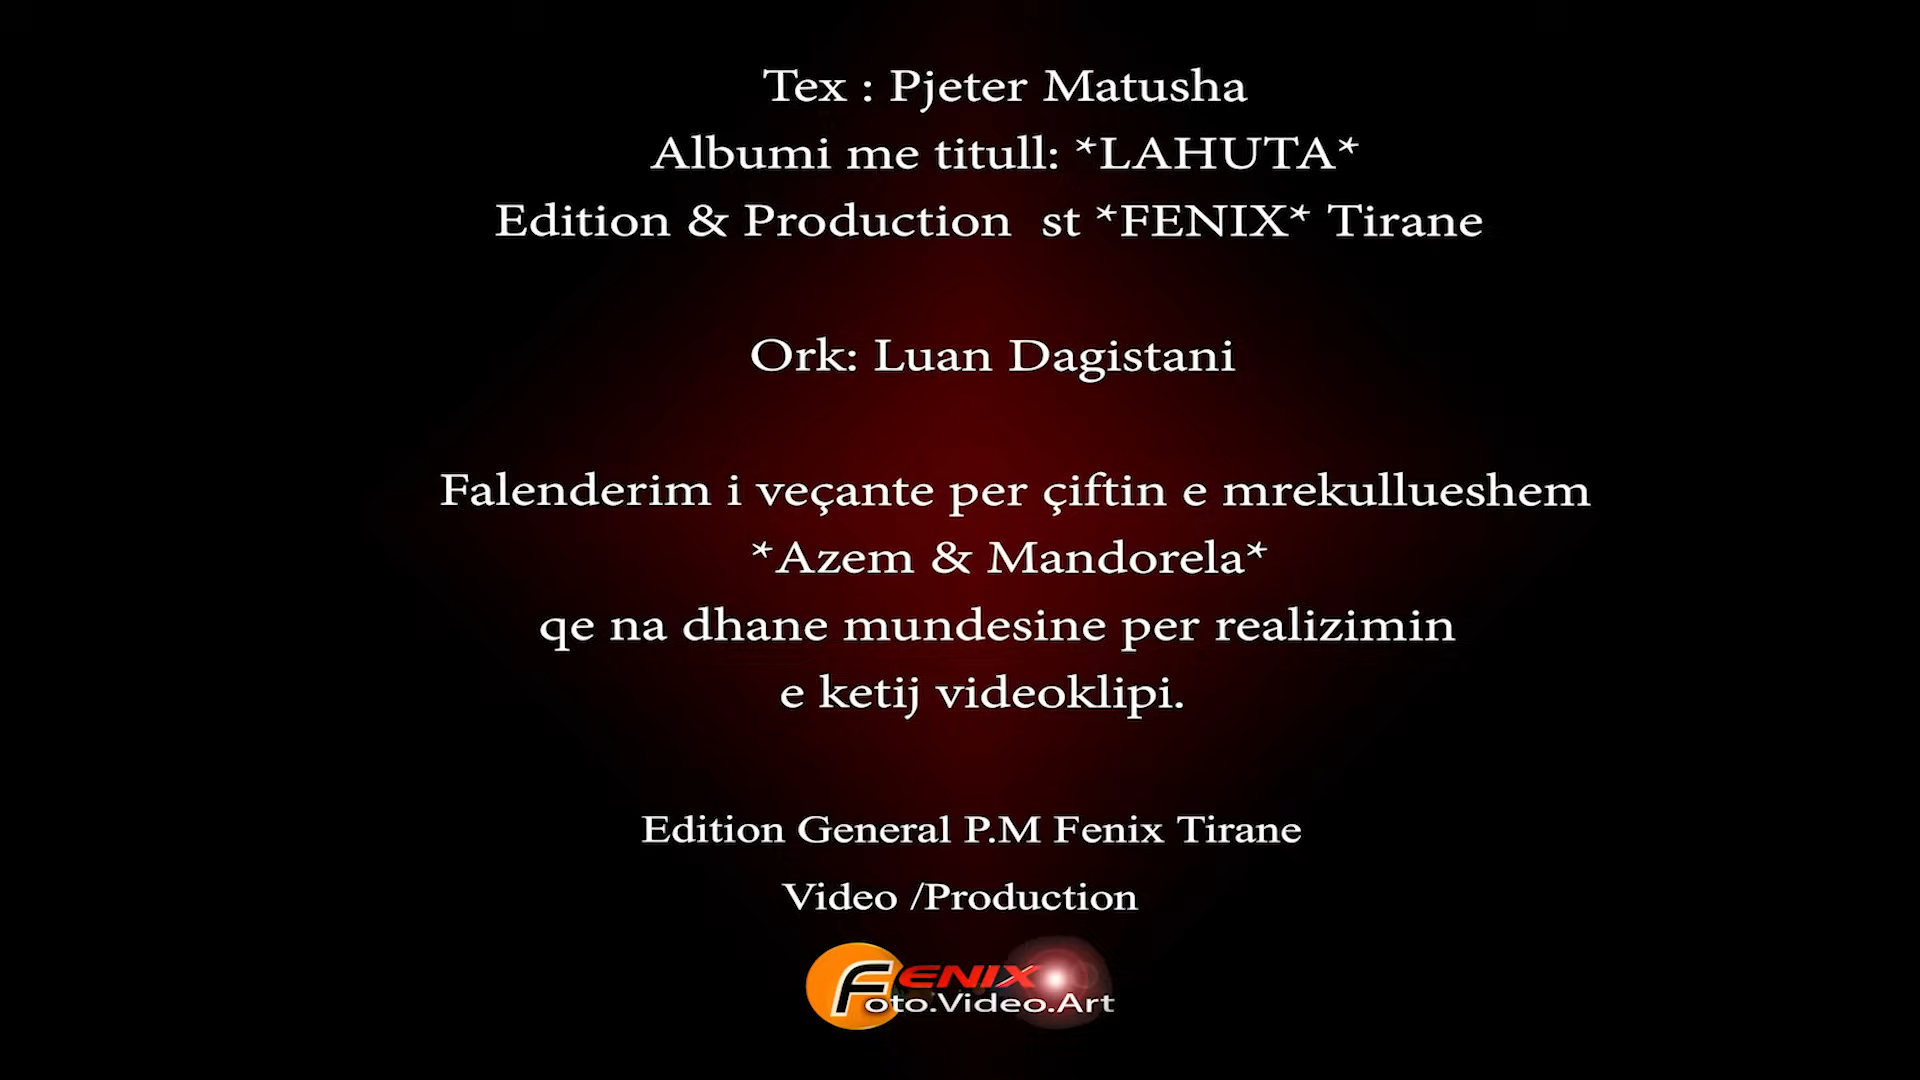 Tex : Pjeter Matusha
Albumi me titull: *LAHUTA*
Edition & Production  st *FENIX* Tirane
Ork: Luan Dagistani
Falenderim i veçante per çiftin e mrekullueshem
*Azem & Mandorela*
qe na dhane mundesine per realizimin
e ketij videoklipi.
Edition General P.M Fenix Tirane
Video /Production
FENIX
Foto.Video.Art